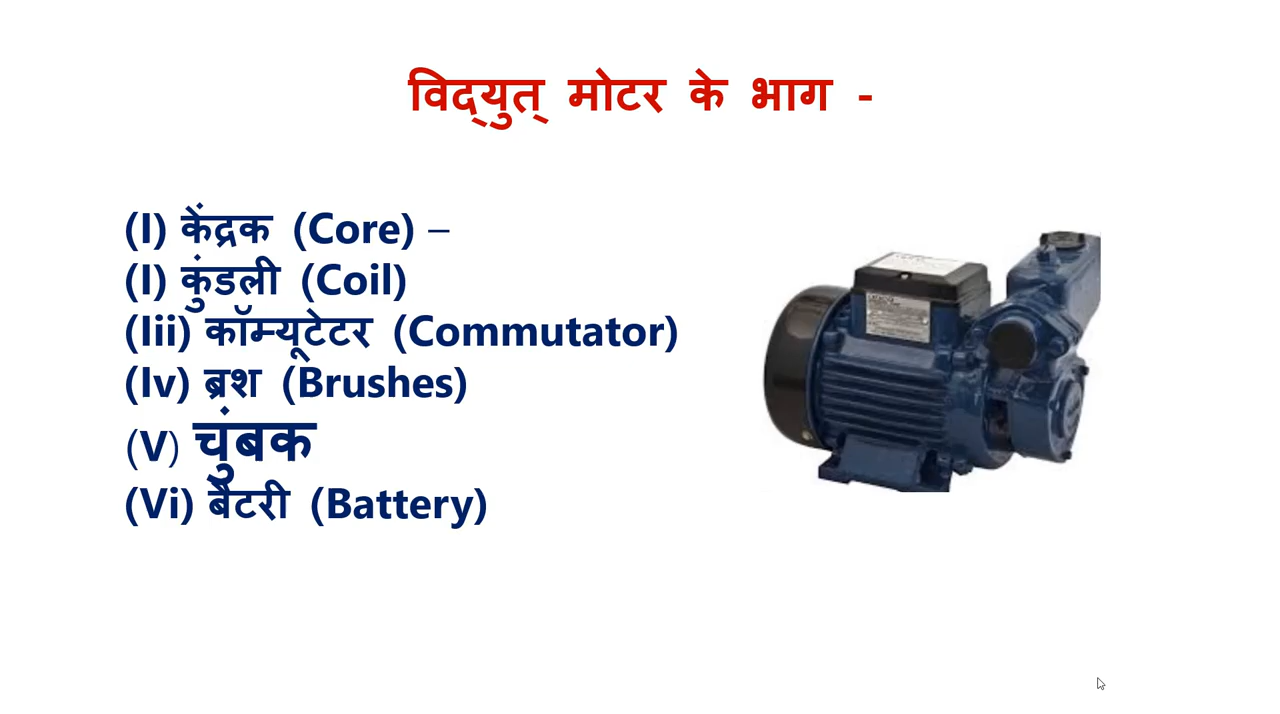 विद्युत् मोटर के भाग -
(I) केंद्रक (Core) –
(I) कुंडली (Coil)
(Iii) कॉम्यूटेटर (Commutator)
(Iv) ब्रश (Brushes)
(V) चुंबक
(Vi) बैटरी (Battery)